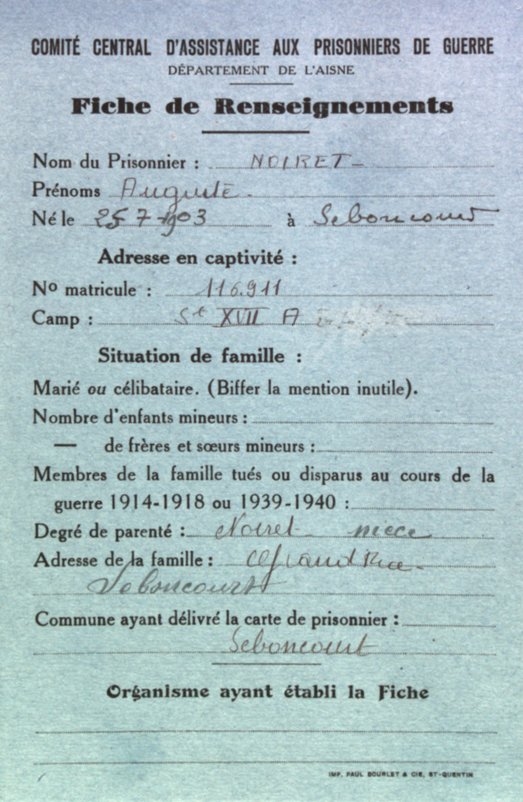 COMITÉ CENTRAL D'ASSISTANCE AUX PRISONNIERS DE GUERRE
DÉPARTEMENT DE L'AISNE
Fiche de Renseignements
Nom du Prisonnier : NOIRET
Prénoms Auguste
Né le 25 7 1903 à Seboncourt
Adresse en captivité :
No matricule : 116.911
Camp : St XVII A
Situation de famille :
Marié ou célibataire. (Biffer la mention inutile).
Nombre d'enfants mineurs :
— de frères et sœurs mineurs :
Membres de la famille tués ou disparus au cours de la
guerre 1914-1918 ou 1939-1940 :
Degré de parenté : Noiret niece
Adresse de la famille : Grand Rue
Seboncourt
Commune ayant délivré la carte de prisonnier :
Seboncourt
Organisme ayant établi la Fiche
IMP. PAUL BOURLET & CIE, ST-QUENTIN